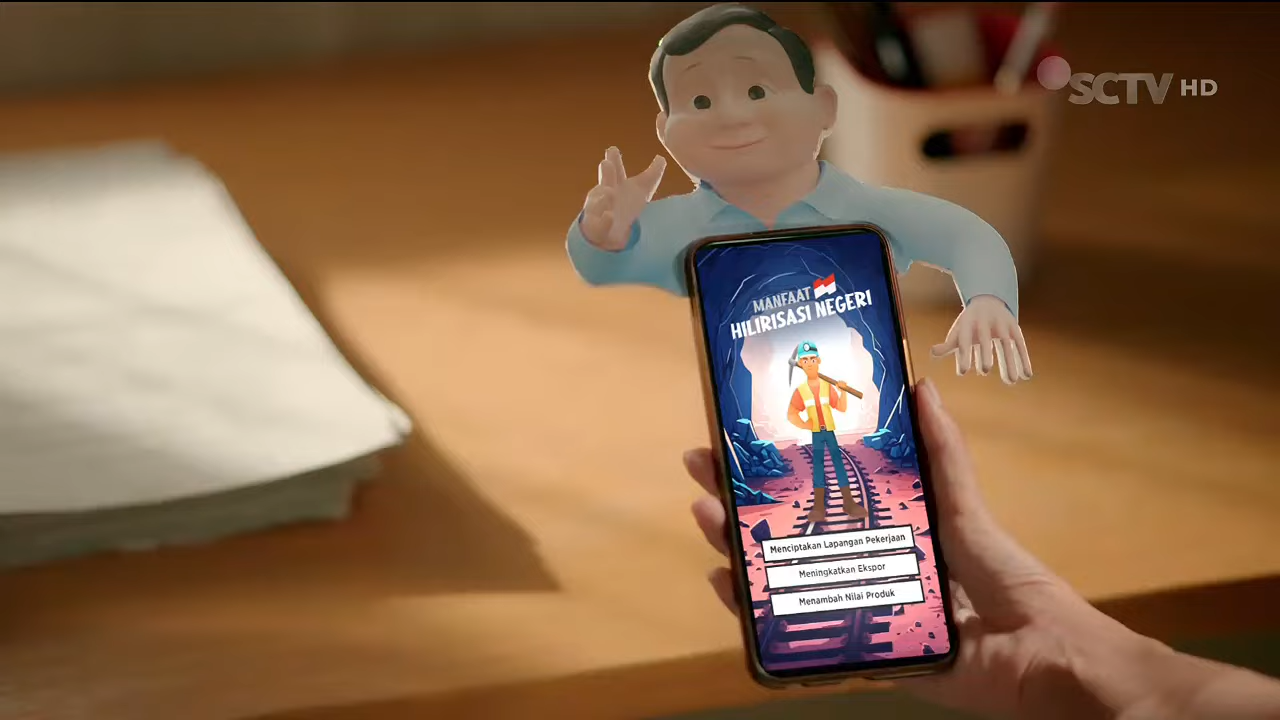 SCTV HD
MANFAAT
HILIRISASI NEGERI
Menciptakan Lapangan Pekerjaan
Meningkatkan Ekspor
Menambah Nilai Produk